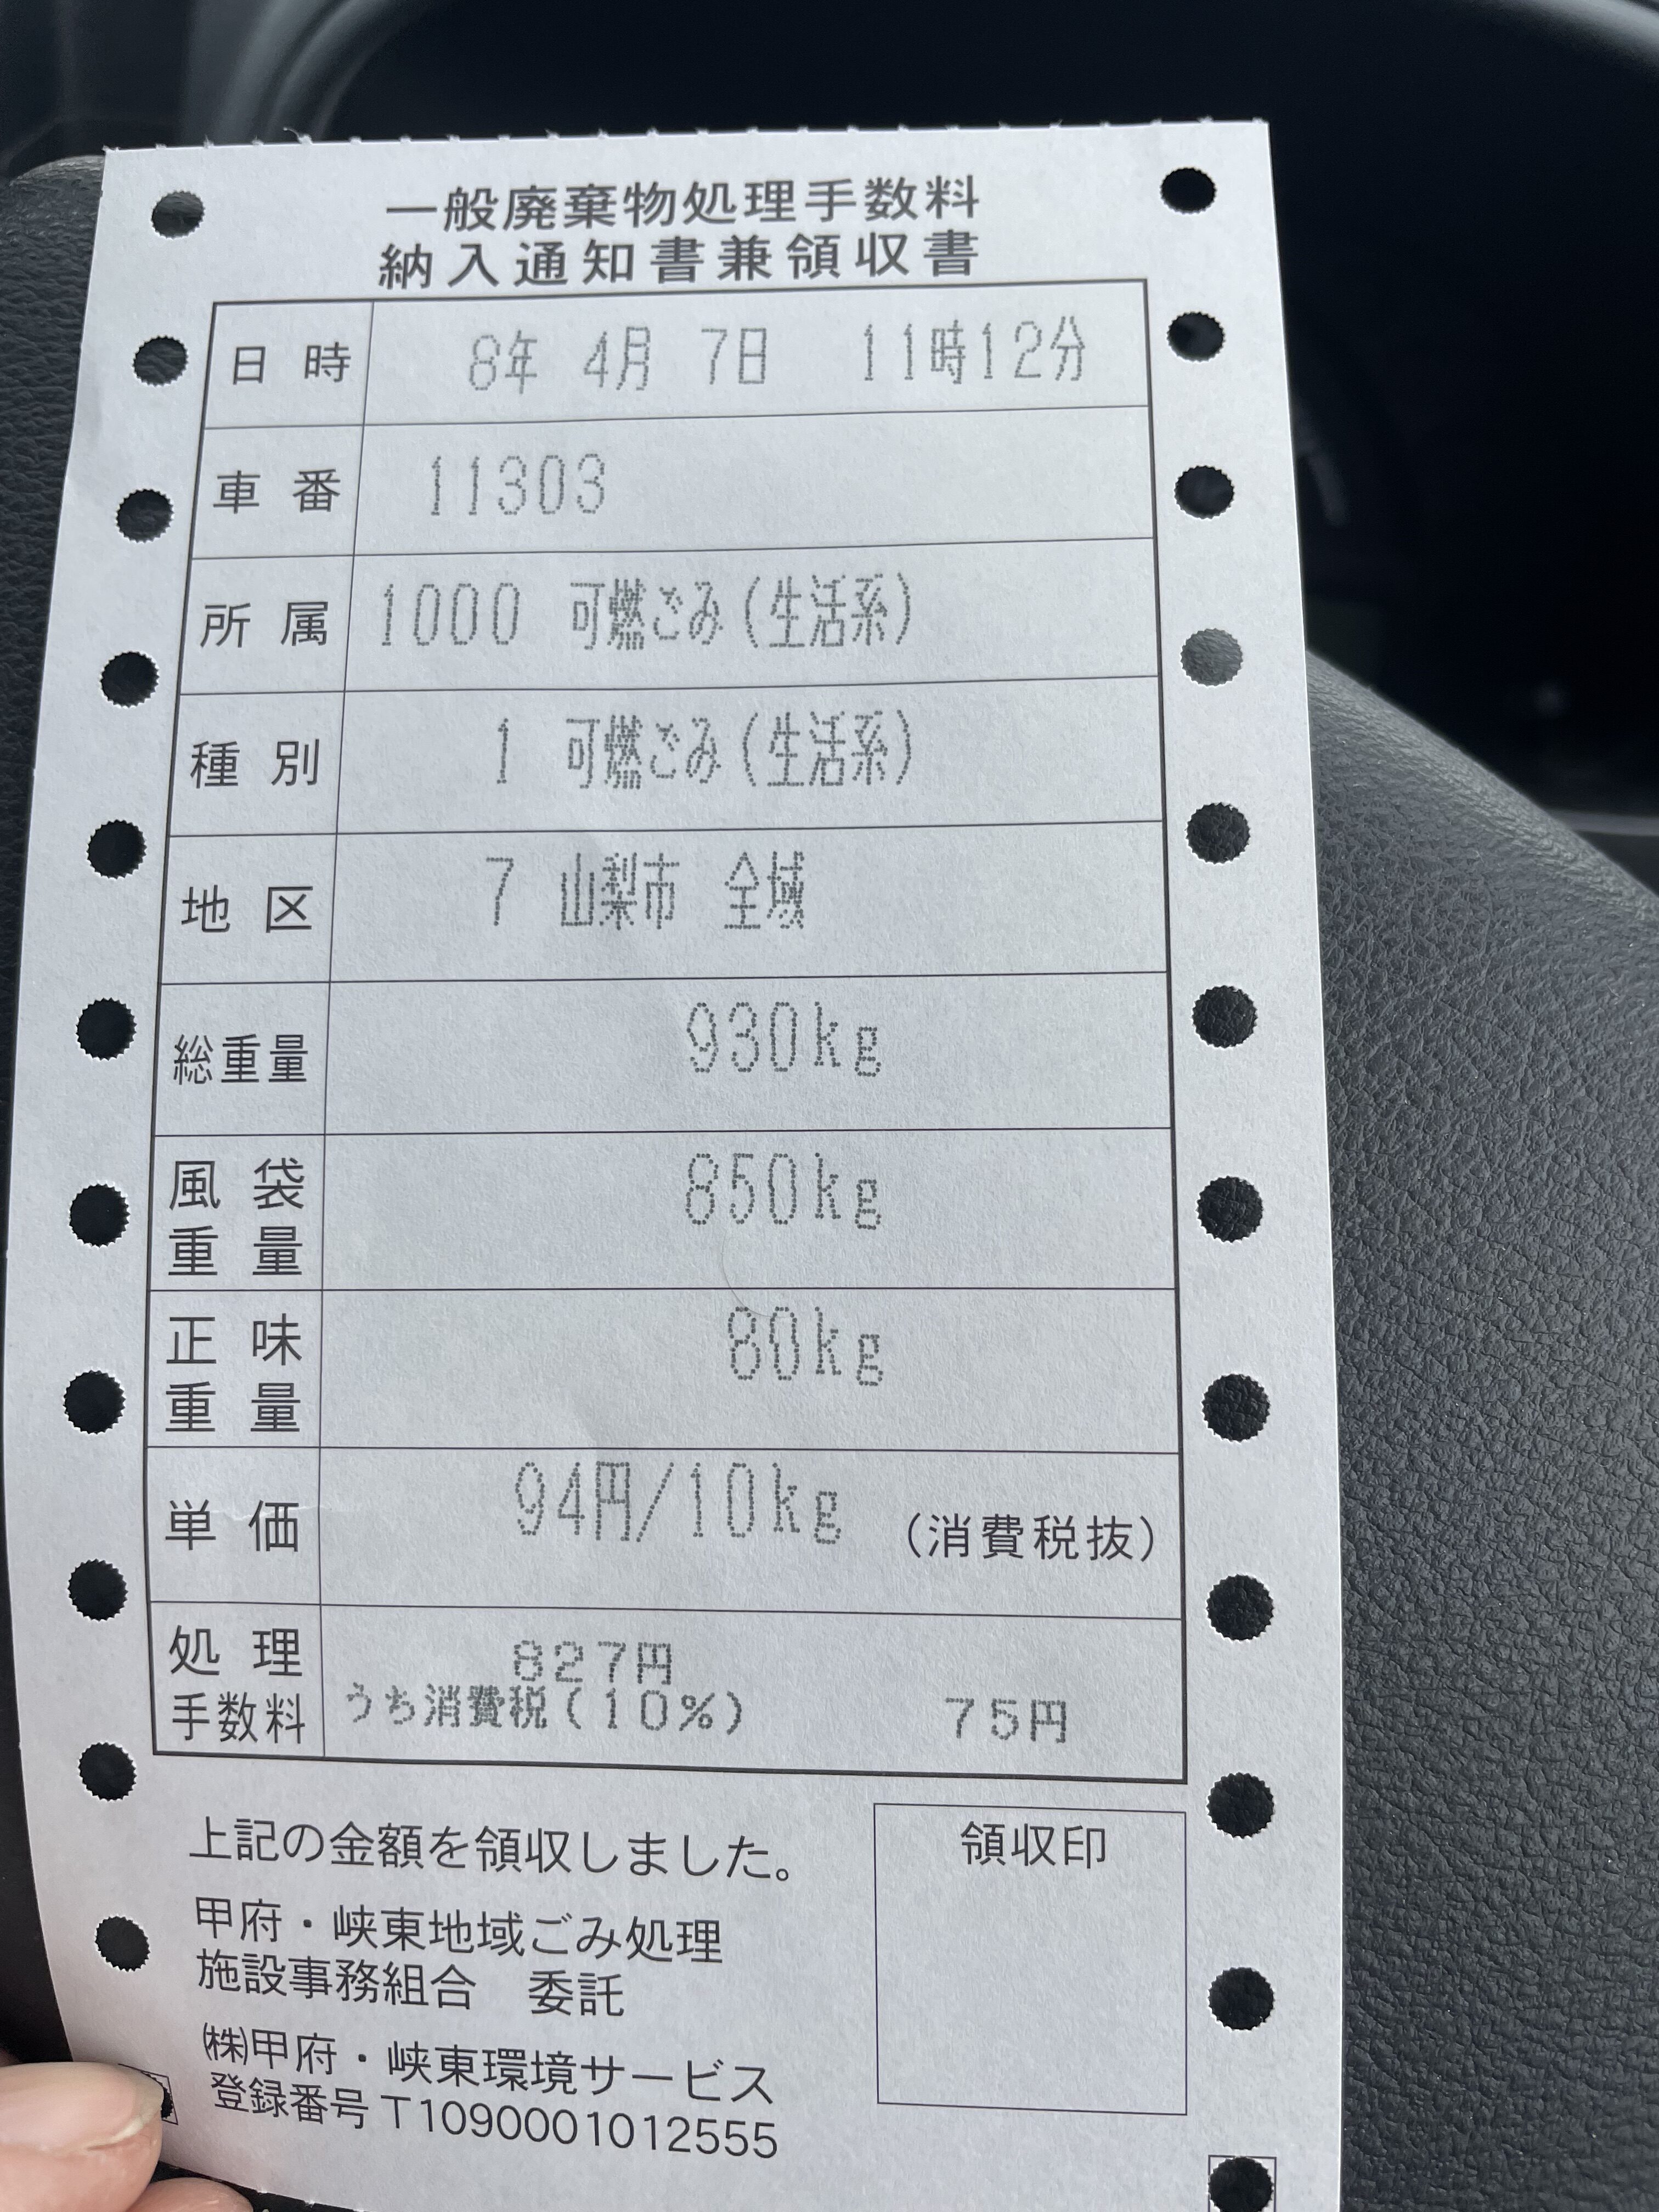 一般廃棄物処理手数料
納入通知書兼領収書
日時 8年 4月 7日 11時12分
車番 11303
所属 1000 可燃ごみ(生活系)
種別 1 可燃ごみ(生活系)
地区 7 山梨市 全域
総重量 930kg
風袋重量 850kg
正味重量 80kg
単価 94円/10kg (消費税抜)
処理手数料 827円
うち消費税(10%) 75円
上記の金額を領収しました。
領収印
甲府・峡東地域ごみ処理
施設事務組合 委託
㈱甲府・峡東環境サービス
登録番号 T1090001012555